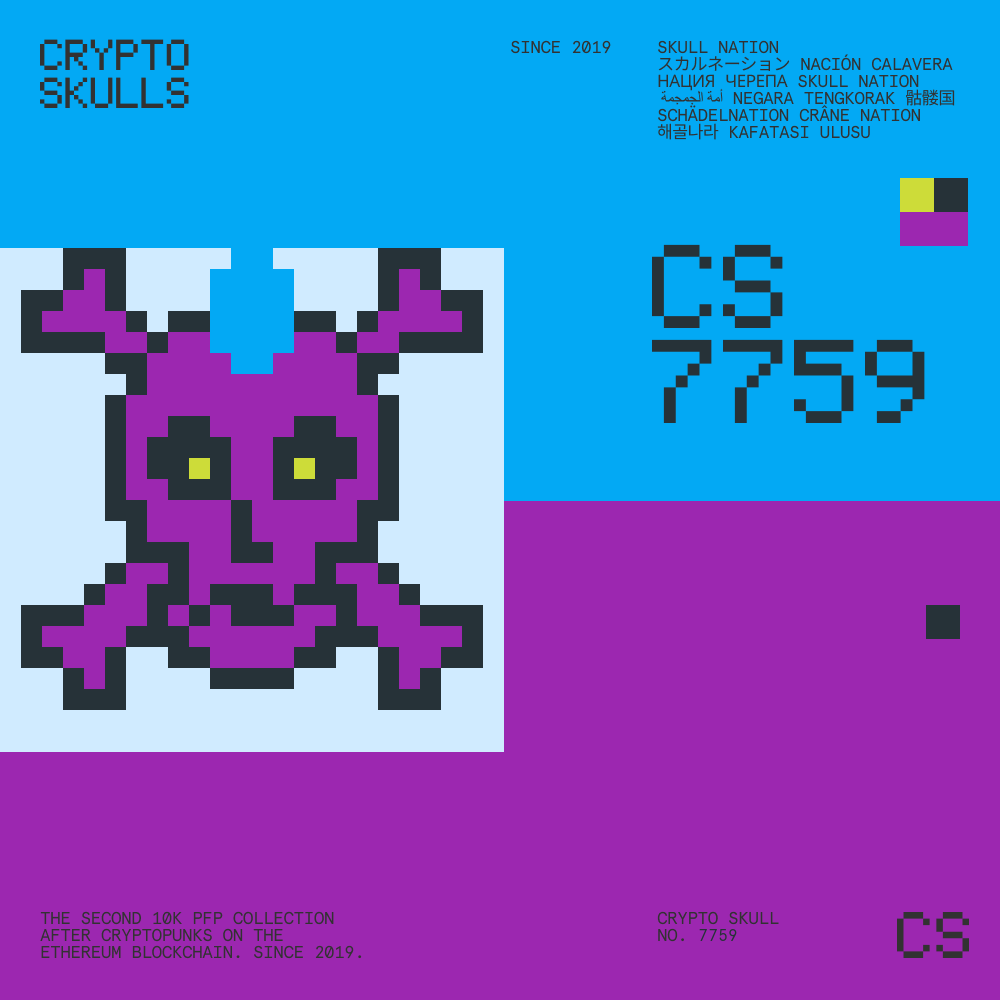 CRYPTO
SKULLS
SINCE 2019
SKULL NATION
スカルネーション NACIÓN CALAVERA
НАЦИЯ ЧЕРЕПА SKULL NATION
أمة الجمجمة NEGARA TENGKORAK 骷髅国
SCHÄDELNATION CRÂNE NATION
해골나라 KAFATASI ULUSU
CS
7759
THE SECOND 10K PFP COLLECTION
AFTER CRYPTOPUNKS ON THE
ETHEREUM BLOCKCHAIN. SINCE 2019.
CRYPTO SKULL
NO. 7759
CS